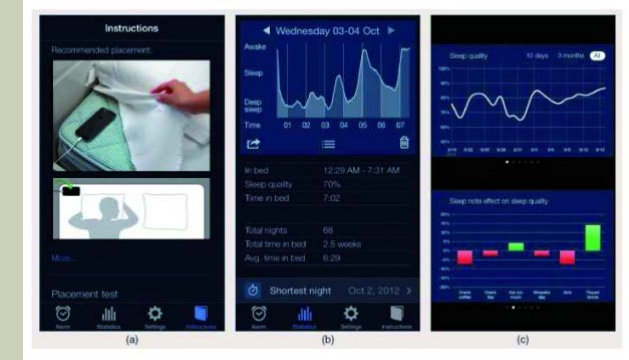 Instructions
Recommended placement:
More...
Placement test
Alarm
Statistics
Settings
Instructions
(a)
Wednesday 03-04 Oct
Awake
Sleep
Deep
sleep
Time 01 02 03 04 05 06 07
In bed 12:29 AM - 7:31 AM
Sleep quality 70%
Time in bed 7:02
Total nights 68
Total time in bed 2.5 weeks
Avg. time in bed 6:29
Shortest night Oct 2, 2012
Alarm
Statistics
Settings
Instructions
(b)
Sleep quality 10 days 3 months All
Sleep note effect on sleep quality
(c)